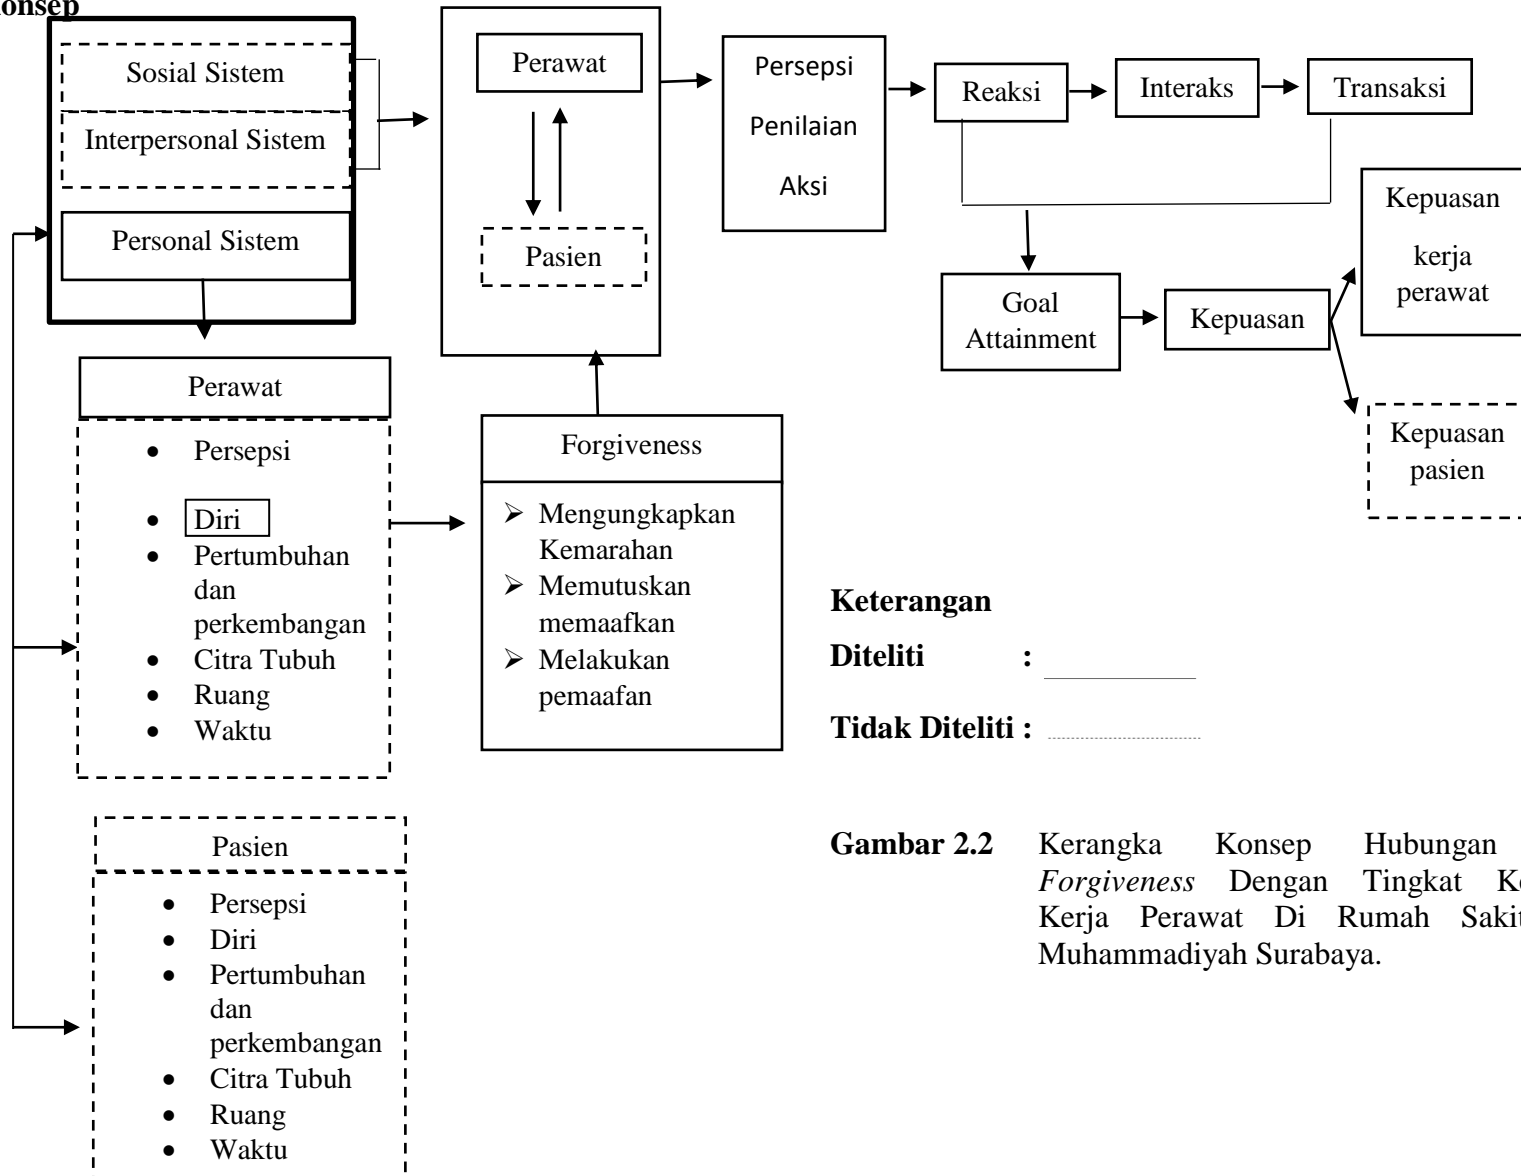 onsep
Sosial Sistem
Interpersonal Sistem
Personal Sistem
Perawat
Pasien
Persepsi
Penilaian
Aksi
Reaksi
Interaks
Transaksi
Goal
Attainment
Kepuasan
Kepuasan
kerja
perawat
Kepuasan
pasien
Perawat
• Persepsi
• Diri
• Pertumbuhan
dan
perkembangan
• Citra Tubuh
• Ruang
• Waktu
Forgiveness
➢ Mengungkapkan
Kemarahan
➢ Memutuskan
memaafkan
➢ Melakukan
pemaafan
Pasien
• Persepsi
• Diri
• Pertumbuhan
dan
perkembangan
• Citra Tubuh
• Ruang
• Waktu
Keterangan
Diteliti :
Tidak Diteliti :
Gambar 2.2 Kerangka Konsep Hubungan
Forgiveness Dengan Tingkat Ke
Kerja Perawat Di Rumah Sakit
Muhammadiyah Surabaya.